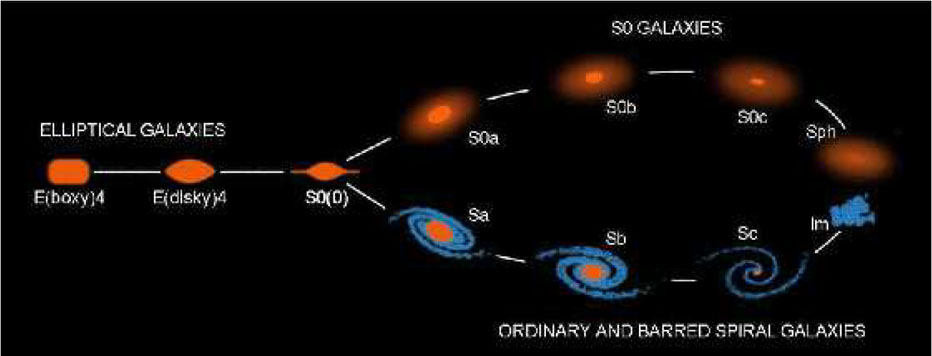 S0 GALAXIES
S0b
S0c
S0a
Sph
ELLIPTICAL GALAXIES
E(boxy)4
E(disky)4
S0(0)
Sa
Im
Sb
Sc
ORDINARY AND BARRED SPIRAL GALAXIES